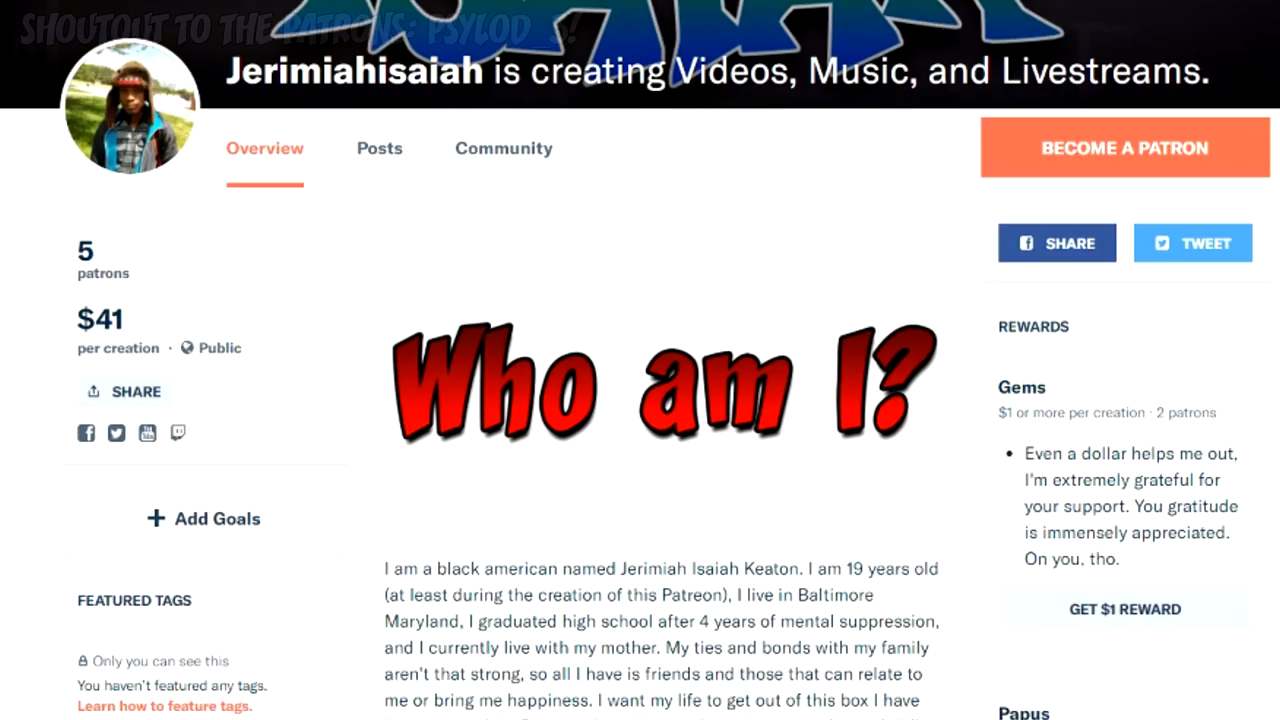 SHOUTOUT TO THE PATRONS: PSYLOD_S!
Jerimiahisaiah is creating Videos, Music, and Livestreams.
Overview
Posts
Community
BECOME A PATRON
5
patrons
$41
per creation · Public
SHARE
SHARE
TWEET
Add Goals
FEATURED TAGS
Only you can see this
You haven't featured any tags.
Learn how to feature tags.
Who am I?
I am a black american named Jerimiah Isaiah Keaton. I am 19 years old
(at least during the creation of this Patreon), I live in Baltimore
Maryland, I graduated high school after 4 years of mental suppression,
and I currently live with my mother. My ties and bonds with my family
aren't that strong, so all I have is friends and those that can relate to
me or bring me happiness. I want my life to get out of this box I have
REWARDS
Gems
$1 or more per creation · 2 patrons
• Even a dollar helps me out,
I'm extremely grateful for
your support. You gratitude
is immensely appreciated.
On you, tho.
GET $1 REWARD
Papus